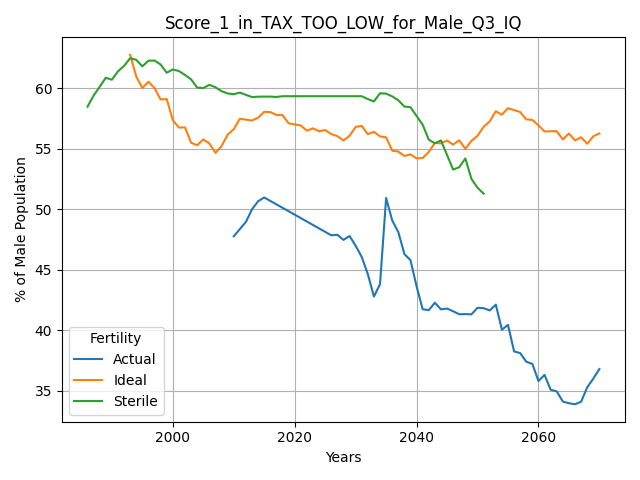 Score_1_in_TAX_TOO_LOW_for_Male_Q3_IQ
% of Male Population
60
55
50
45
40
35
Fertility
Actual
Ideal
Sterile
2000
2020
2040
2060
Years